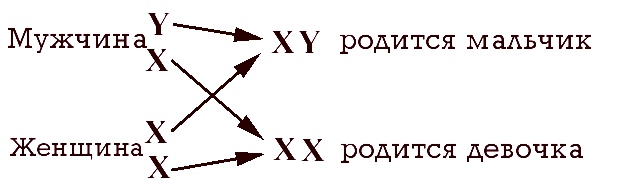 Мужчина Y X
XY родится мальчик
Женщина X X
XX родится девочка